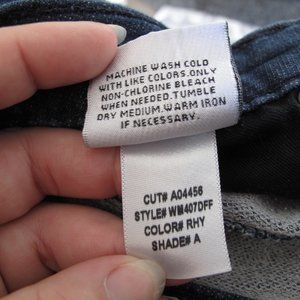 MACHINE WASH COLD
WITH LIKE COLORS.ONLY
NON-CHLORINE BLEACH
WHEN NEEDED.TUMBLE
DRY MEDIUM.WARM IRON
IF NECESSARY.
CUT# A04456
STYLE# WM407DFF
COLOR# RHY
SHADE# A